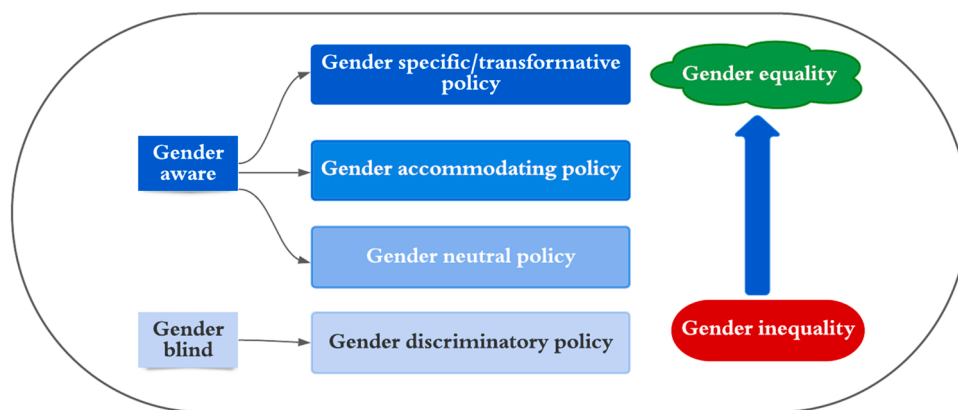 Gender specific/transformative
policy
Gender equality
Gender
aware
Gender accommodating policy
Gender neutral policy
Gender
blind
Gender discriminatory policy
Gender inequality